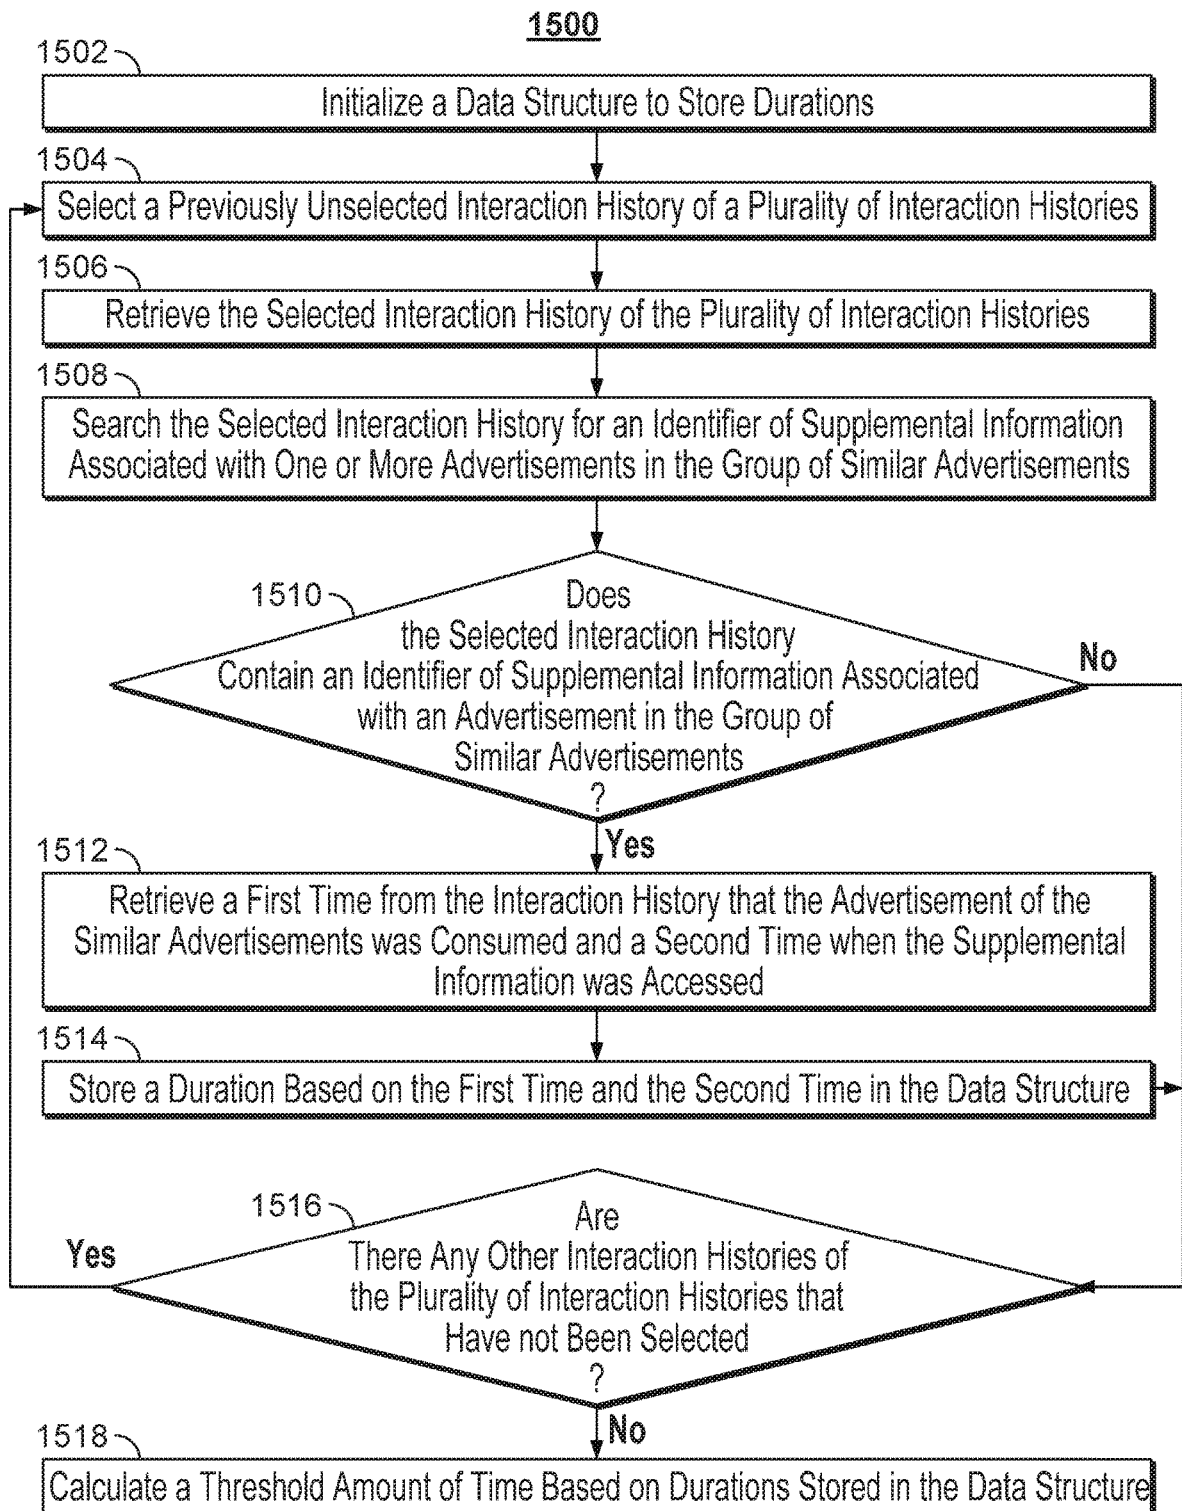 1500
1502
Initialize a Data Structure to Store Durations
1504
Select a Previously Unselected Interaction History of a Plurality of Interaction Histories
1506
Retrieve the Selected Interaction History of the Plurality of Interaction Histories
1508
Search the Selected Interaction History for an Identifier of Supplemental Information
Associated with One or More Advertisements in the Group of Similar Advertisements
1510
Does
the Selected Interaction History
Contain an Identifier of Supplemental Information Associated
with an Advertisement in the Group of
Similar Advertisements
?
No
Yes
1512
Retrieve a First Time from the Interaction History that the Advertisement of the
Similar Advertisements was Consumed and a Second Time when the Supplemental
Information was Accessed
1514
Store a Duration Based on the First Time and the Second Time in the Data Structure
1516
Are
There Any Other Interaction Histories of
the Plurality of Interaction Histories that
Have not Been Selected
?
Yes
No
1518
Calculate a Threshold Amount of Time Based on Durations Stored in the Data Structure